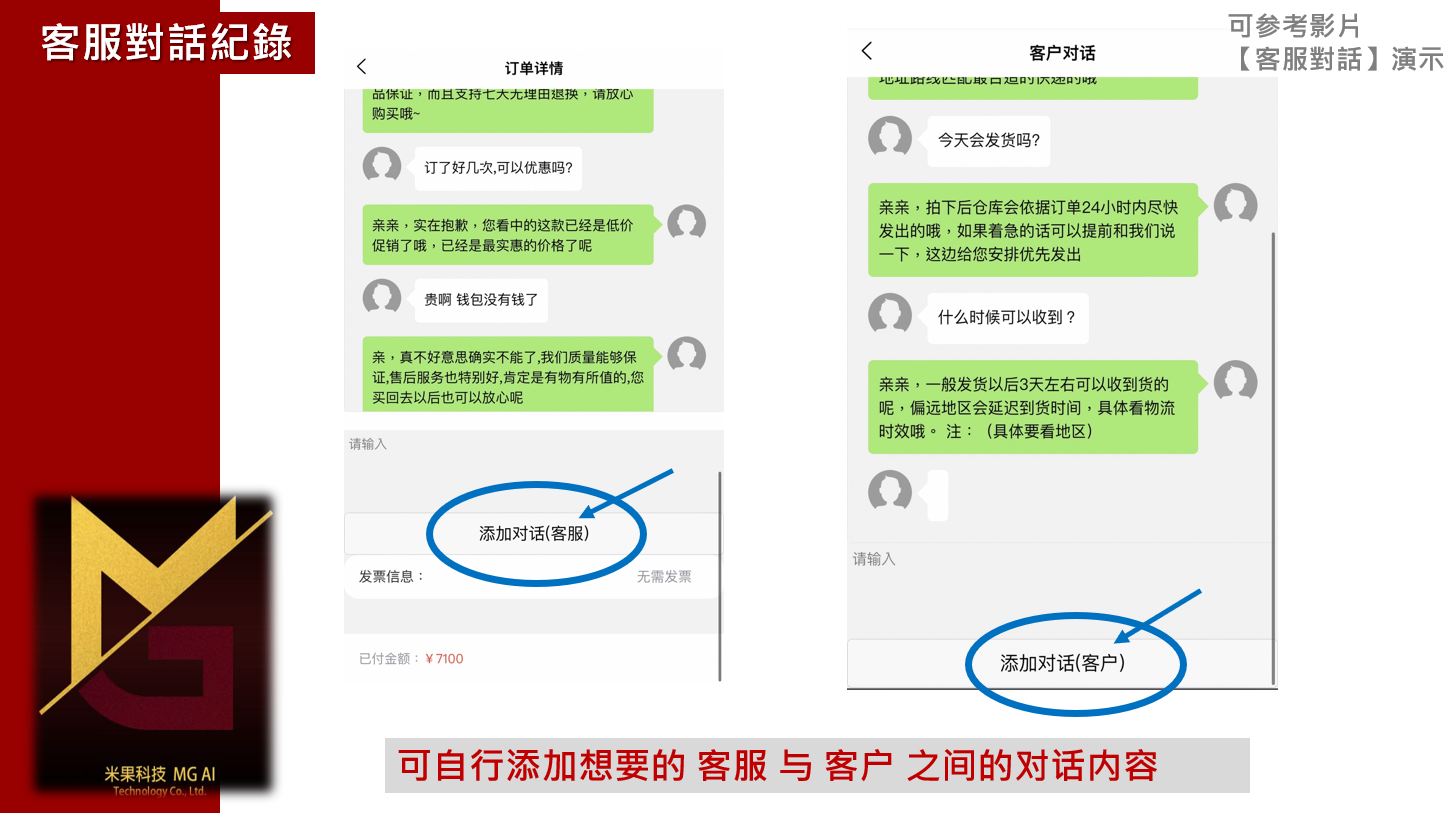 客服對話紀錄
可參考影片
【客服對話】演示
订单详情
品保证，而且支持七天无理由退换，请放心
购买哦~
订了好几次,可以优惠吗?
亲亲，实在抱歉，您看中的这款已经是低价
促销了哦，已经是最实惠的价格了呢
贵啊 钱包没有钱了
亲，真不好意思确实不能了,我们质量能够保
证,售后服务也特别好,肯定是有物有所值的,您
买回去以后也可以放心呢
请输入
添加对话(客服)
发票信息：
无需发票
已付金额：￥7100
客户对话
地址路线匹配最合适的快递的哦
今天会发货吗?
亲亲，拍下后仓库会依据订单24小时内尽快
发出的哦，如果着急的话可以提前和我们说
一下，这边给您安排优先发出
什么时候可以收到？
亲亲，一般发货以后3天左右可以收到货的
呢，偏远地区会延迟到货时间，具体看物流
时效哦。 注：（具体要看地区）
请输入
添加对话(客户)
米果科技 MG AI
Technology Co., Ltd.
可自行添加想要的 客服 与 客户 之间的对话内容